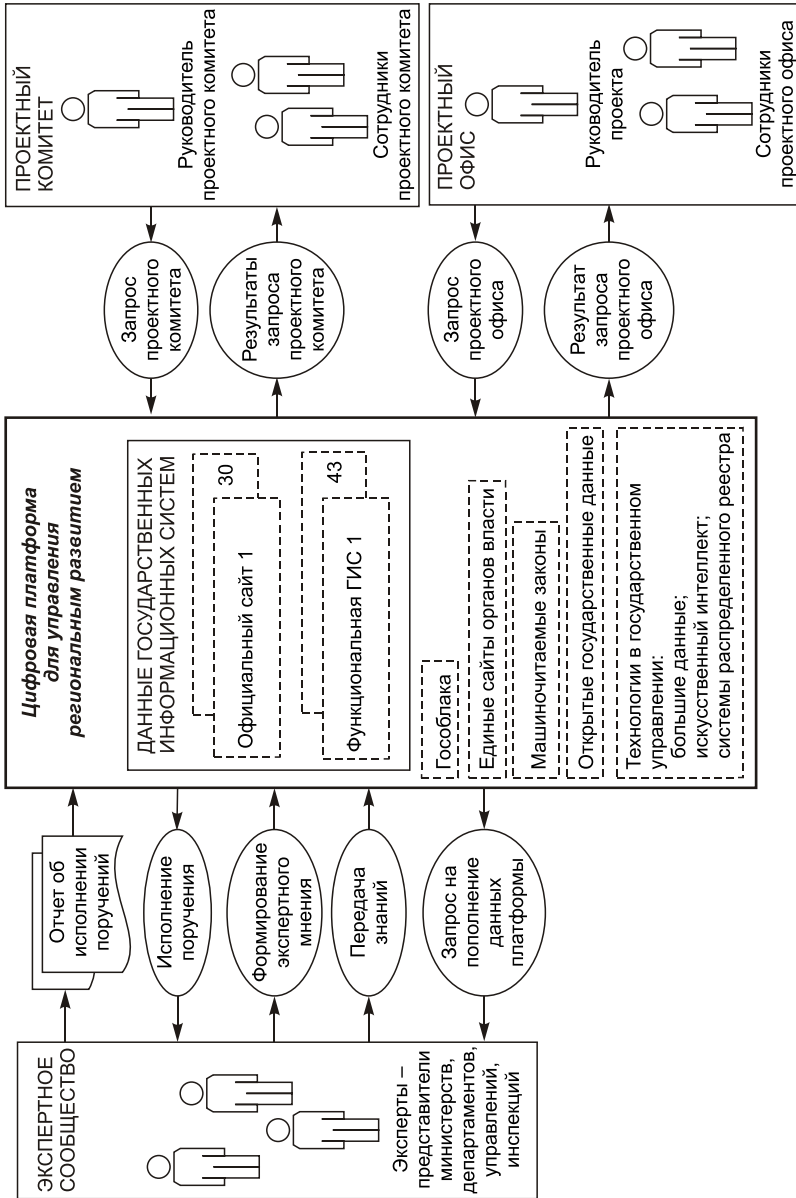 ЭКСПЕРТНОЕ
СООБЩЕСТВО
Эксперты –
представители
министерств,
департаментов,
управлений,
инспекций
Отчет об
исполнении
поручений
Исполнение
поручения
Формирование
экспертного
мнения
Передача
знаний
Запрос на
пополнение
данных
платформы
Цифровая платформа
для управления
региональным развитием
ДАННЫЕ ГОСУДАРСТВЕННЫХ
ИНФОРМАЦИОННЫХ СИСТЕМ
30
Официальный сайт 1
43
Функциональная ГИС 1
Гособлака
Единые сайты органов власти
Машиночитаемые законы
Открытые государственные данные
Технологии в государственном
управлении:
большие данные;
искусственный интеллект;
системы распределенного реестра
Запрос
проектного
комитета
Результаты
запроса
проектного
комитета
Запрос
проектного
офиса
Результат
запроса
проектного
офиса
ПРОЕКТНЫЙ
КОМИТЕТ
Руководитель
проектного комитета
Сотрудники
проектного комитета
ПРОЕКТНЫЙ
ОФИС
Руководитель
проекта
Сотрудники
проектного офиса